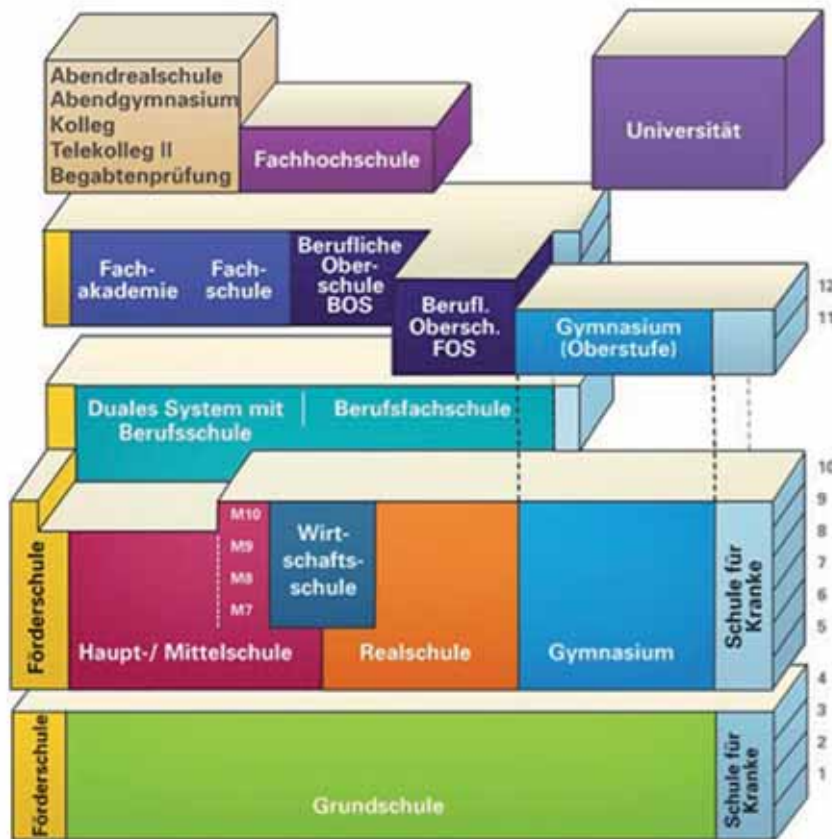 Abendrealschule
Abendgymnasium
Kolleg
Telekolleg II
Begabtenprüfung
Fachhochschule
Universität
Fach-
akademie
Fach-
schule
Berufliche
Ober-
schule
BOS
Berufl.
Obersch.
FOS
Gymnasium
(Oberstufe)
12
11
Duales System mit
Berufsschule
Berufsfachschule
10
9
8
7
6
5
Förderschule
M10
M9
M8
M7
Haupt-/ Mittelschule
Wirt-
schafts-
schule
Realschule
Gymnasium
Schule für
Kranke
4
3
2
1
Förderschule
Grundschule
Schule für
Kranke